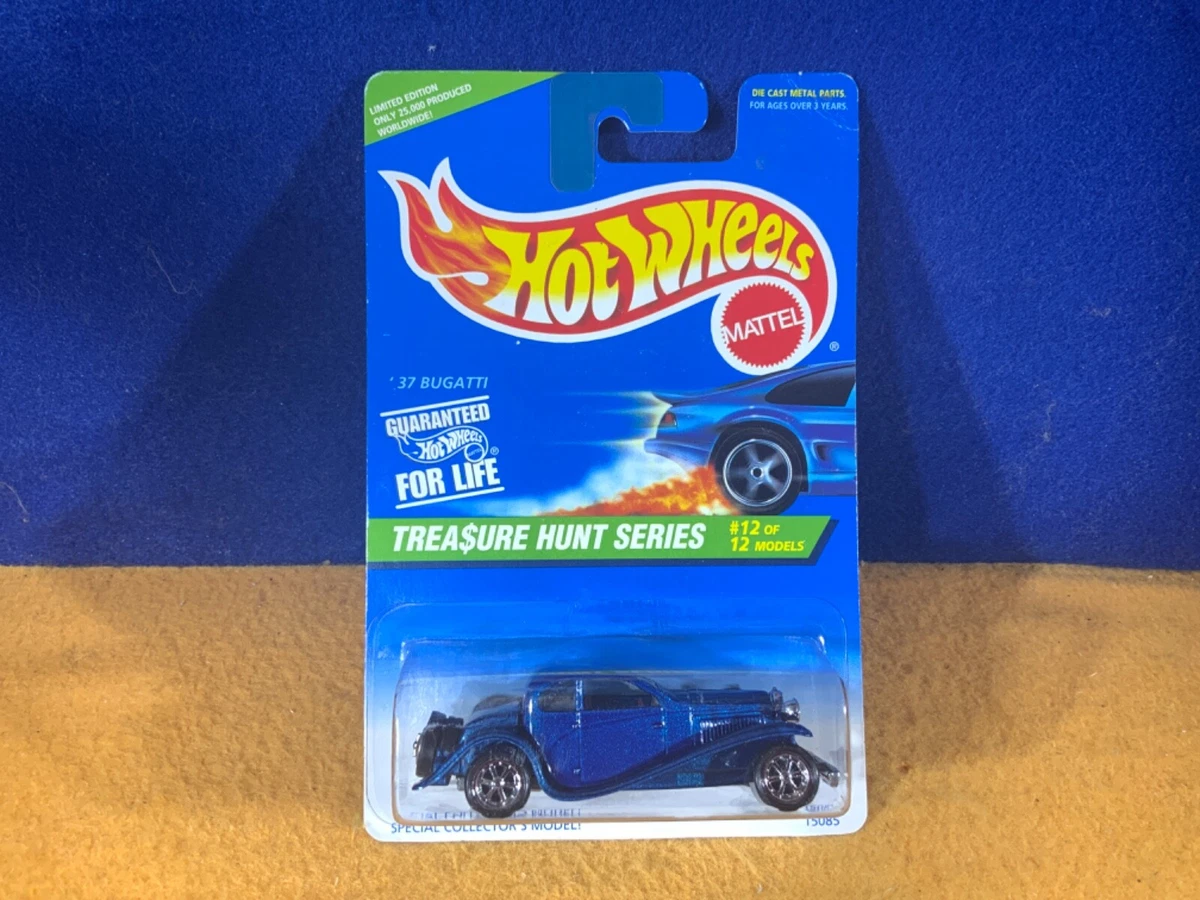 LIMITED EDITION
ONLY 25,000 PRODUCED
WORLDWIDE!
DIE CAST METAL PARTS.
FOR AGES OVER 3 YEARS.
HOT WHEELS
MATTEL
®
'37 BUGATTI
GUARANTEED
HOT WHEELS ®
FOR LIFE
TREA$URE HUNT SERIES
#12 OF
12 MODELS
SPECIAL COLLECTOR'S MODEL!
15085